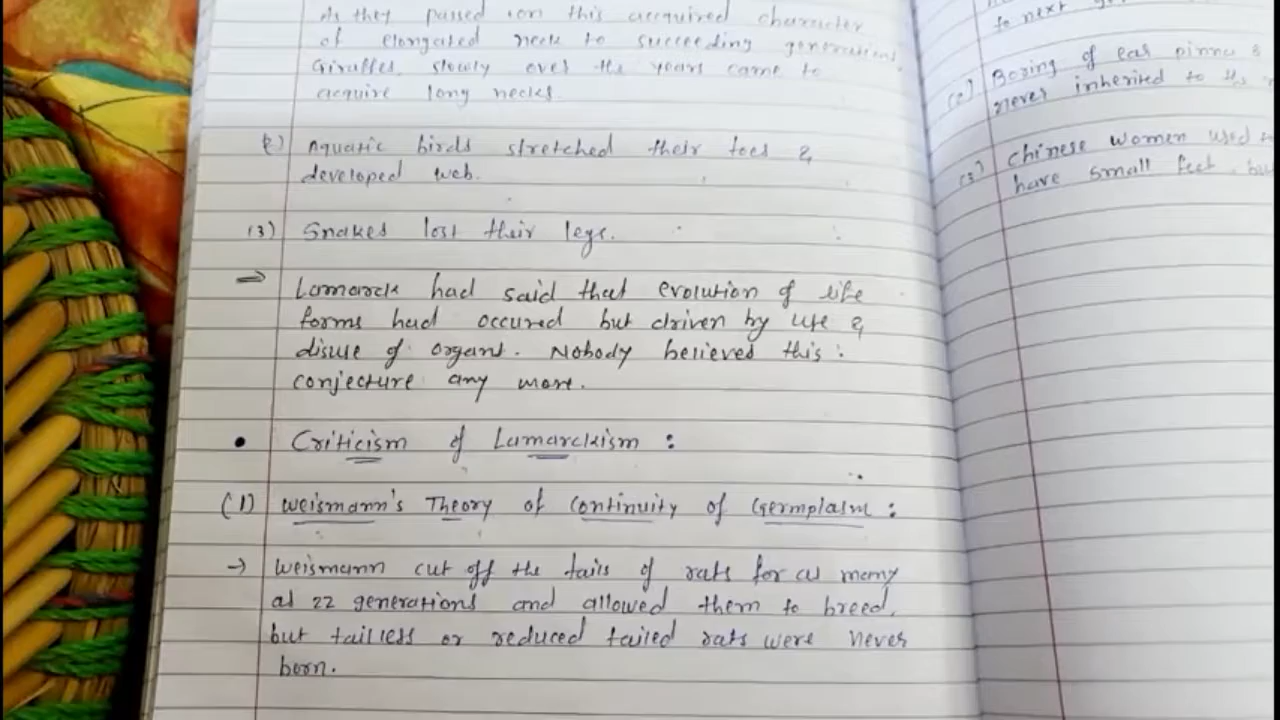 As they passed on this acquired character
of elongated neck to succeeding generations,
Giraffes, slowly over the years came to
acquire long necks.
2) Aquatic birds stretched their toes &
developed web.
(3) Snakes lost their legs.
⇒ Lamarck had said that evolution of life
forms had occured but driven by use &
disuse of organs. Nobody believes this
conjecture any more.
• Criticism of Lamarckism :
(1) Weismann's Theory of Continuity of Germplasm :
→ Weismann cut off the tails of rats for as many
as 22 generations and allowed them to breed,
but tailless or reduced tailed rats were never
born.
to next
(2) Boring of ear pinna &
never inherited to the
(3) Chinese women used to
have small feet, but